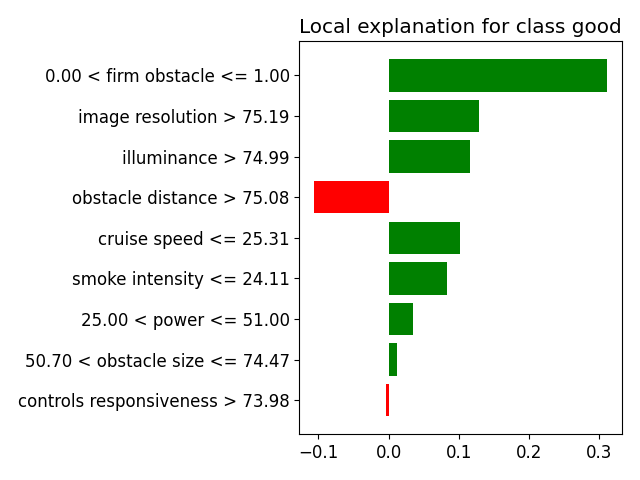 Local explanation for class good
0.00 < firm obstacle <= 1.00
image resolution > 75.19
illuminance > 74.99
obstacle distance > 75.08
cruise speed <= 25.31
smoke intensity <= 24.11
25.00 < power <= 51.00
50.70 < obstacle size <= 74.47
controls responsiveness > 73.98
−0.1 0.0 0.1 0.2 0.3